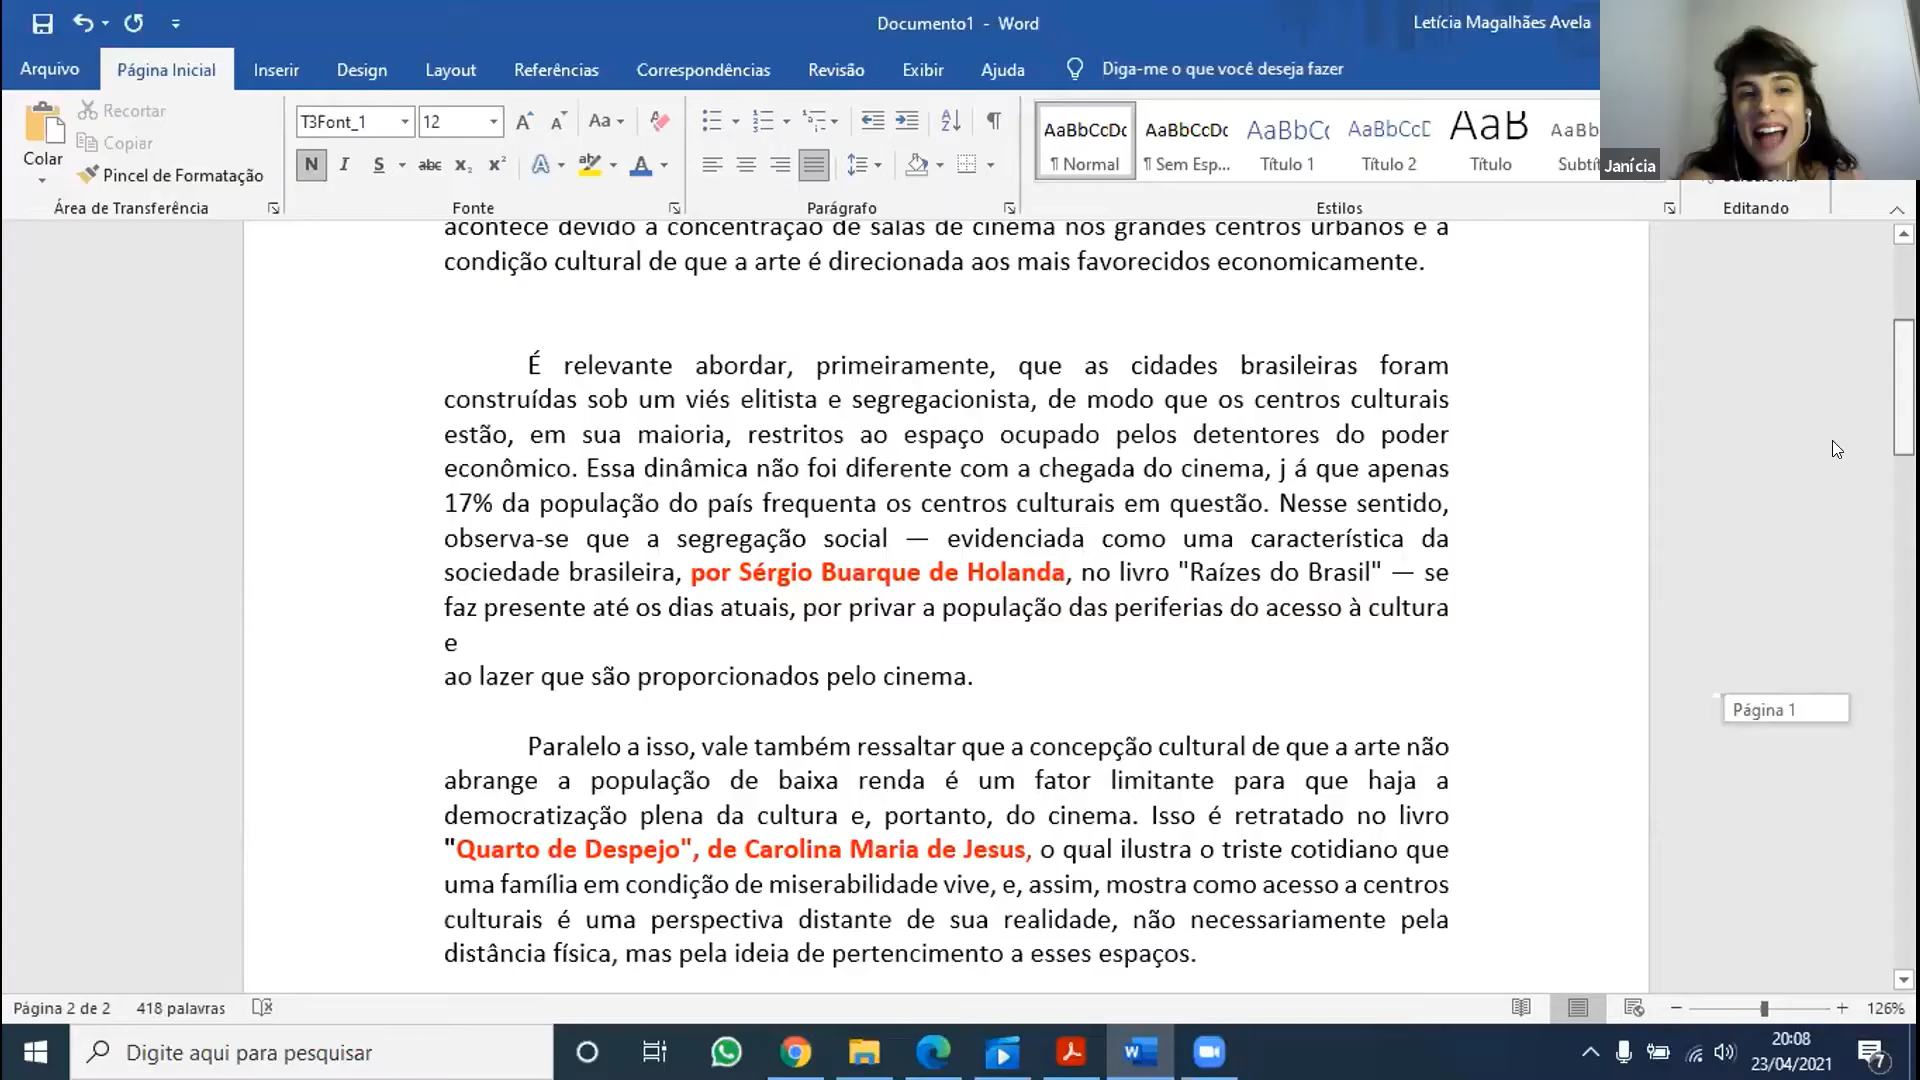 Documento1 - Word
Letícia Magalhães Avela
Arquivo
Página Inicial
Inserir
Design
Layout
Referências
Correspondências
Revisão
Exibir
Ajuda
Diga-me o que você deseja fazer
Colar
Recortar
Copiar
Pincel de Formatação
Área de Transferência
T3Font_1
12
Aa
N I S abc x₂ x² A A
Fonte
Parágrafo
AaBbCcDc
¶ Normal
AaBbCcDc
¶ Sem Esp...
AaBbCc
Título 1
AaBbCcD
Título 2
AaB
Título
AaBb
Subtí
Estilos
Editando
Janícia
acontece devido a concentração de salas de cinema nos grandes centros urbanos e a
condição cultural de que a arte é direcionada aos mais favorecidos economicamente.
É relevante abordar, primeiramente, que as cidades brasileiras foram
construídas sob um viés elitista e segregacionista, de modo que os centros culturais
estão, em sua maioria, restritos ao espaço ocupado pelos detentores do poder
econômico. Essa dinâmica não foi diferente com a chegada do cinema, j á que apenas
17% da população do país frequenta os centros culturais em questão. Nesse sentido,
observa-se que a segregação social — evidenciada como uma característica da
sociedade brasileira, por Sérgio Buarque de Holanda, no livro "Raízes do Brasil" — se
faz presente até os dias atuais, por privar a população das periferias do acesso à cultura
e
ao lazer que são proporcionados pelo cinema.
Paralelo a isso, vale também ressaltar que a concepção cultural de que a arte não
abrange a população de baixa renda é um fator limitante para que haja a
democratização plena da cultura e, portanto, do cinema. Isso é retratado no livro
"Quarto de Despejo", de Carolina Maria de Jesus, o qual ilustra o triste cotidiano que
uma família em condição de miserabilidade vive, e, assim, mostra como acesso a centros
culturais é uma perspectiva distante de sua realidade, não necessariamente pela
distância física, mas pela ideia de pertencimento a esses espaços.
Página 1
Página 2 de 2
418 palavras
126%
Digite aqui para pesquisar
20:08
23/04/2021
7